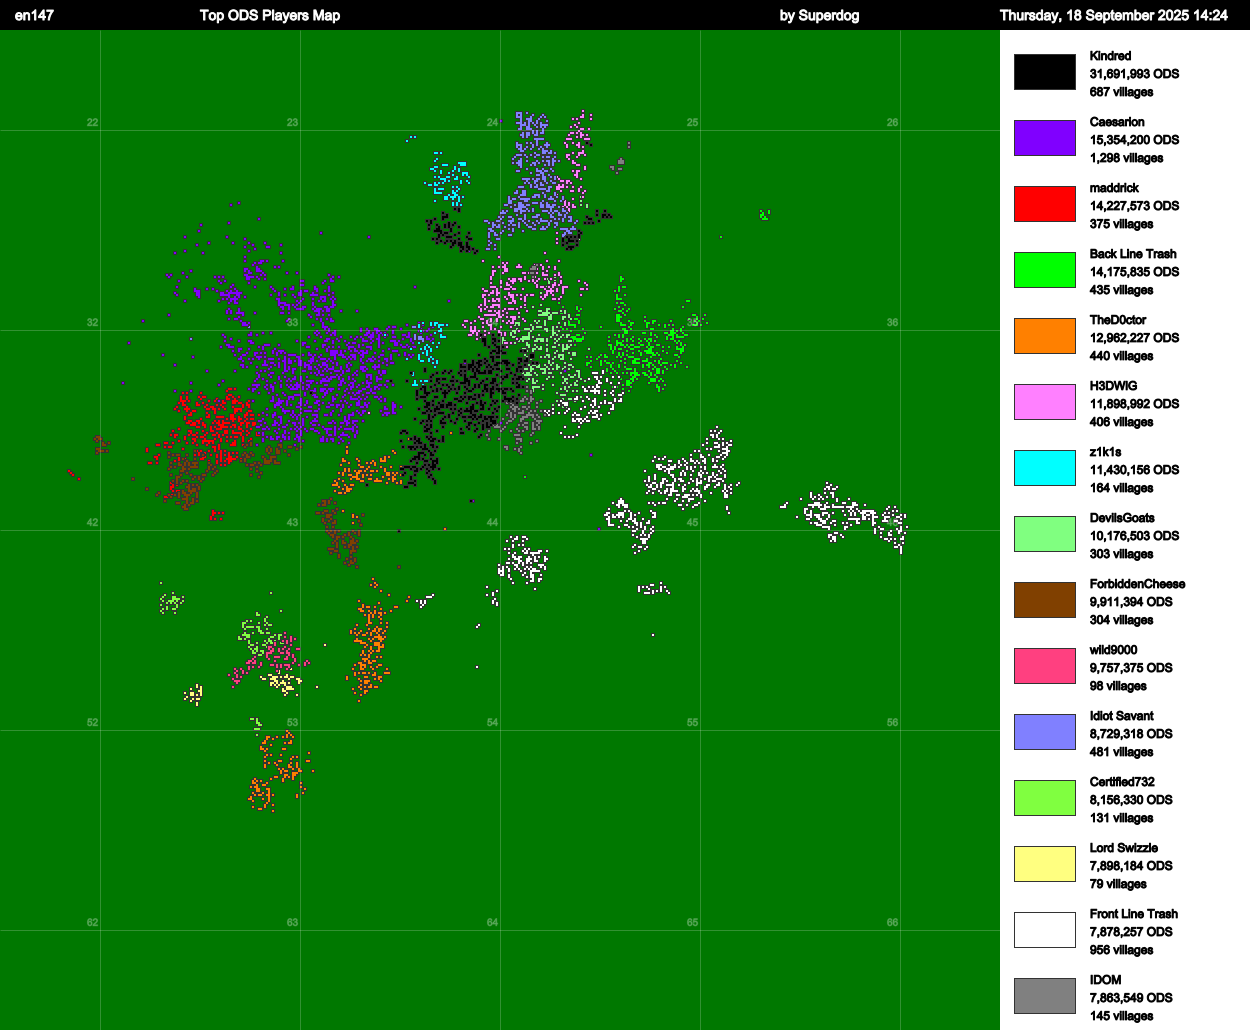 en147 Top ODS Players Map by Superdog Thursday, 18 September 2025 14:24
Kindred
31,691,993 ODS
687 villages
Caesarion
15,354,200 ODS
1,298 villages
maddrick
14,227,573 ODS
375 villages
Back Line Trash
14,175,835 ODS
435 villages
TheD0ctor
12,962,227 ODS
440 villages
H3DWIG
11,898,992 ODS
406 villages
z1k1s
11,430,156 ODS
164 villages
DevilsGoats
10,176,503 ODS
303 villages
ForbiddenCheese
9,911,394 ODS
304 villages
wild9000
9,757,375 ODS
98 villages
Idiot Savant
8,729,318 ODS
481 villages
Certified732
8,156,330 ODS
131 villages
Lord Swizzle
7,898,184 ODS
79 villages
Front Line Trash
7,878,257 ODS
956 villages
IDOM
7,863,549 ODS
145 villages
22 23 24 25 26
32 33 36
42 43 44 45
52 53 54 55 56
62 63 64 65 66